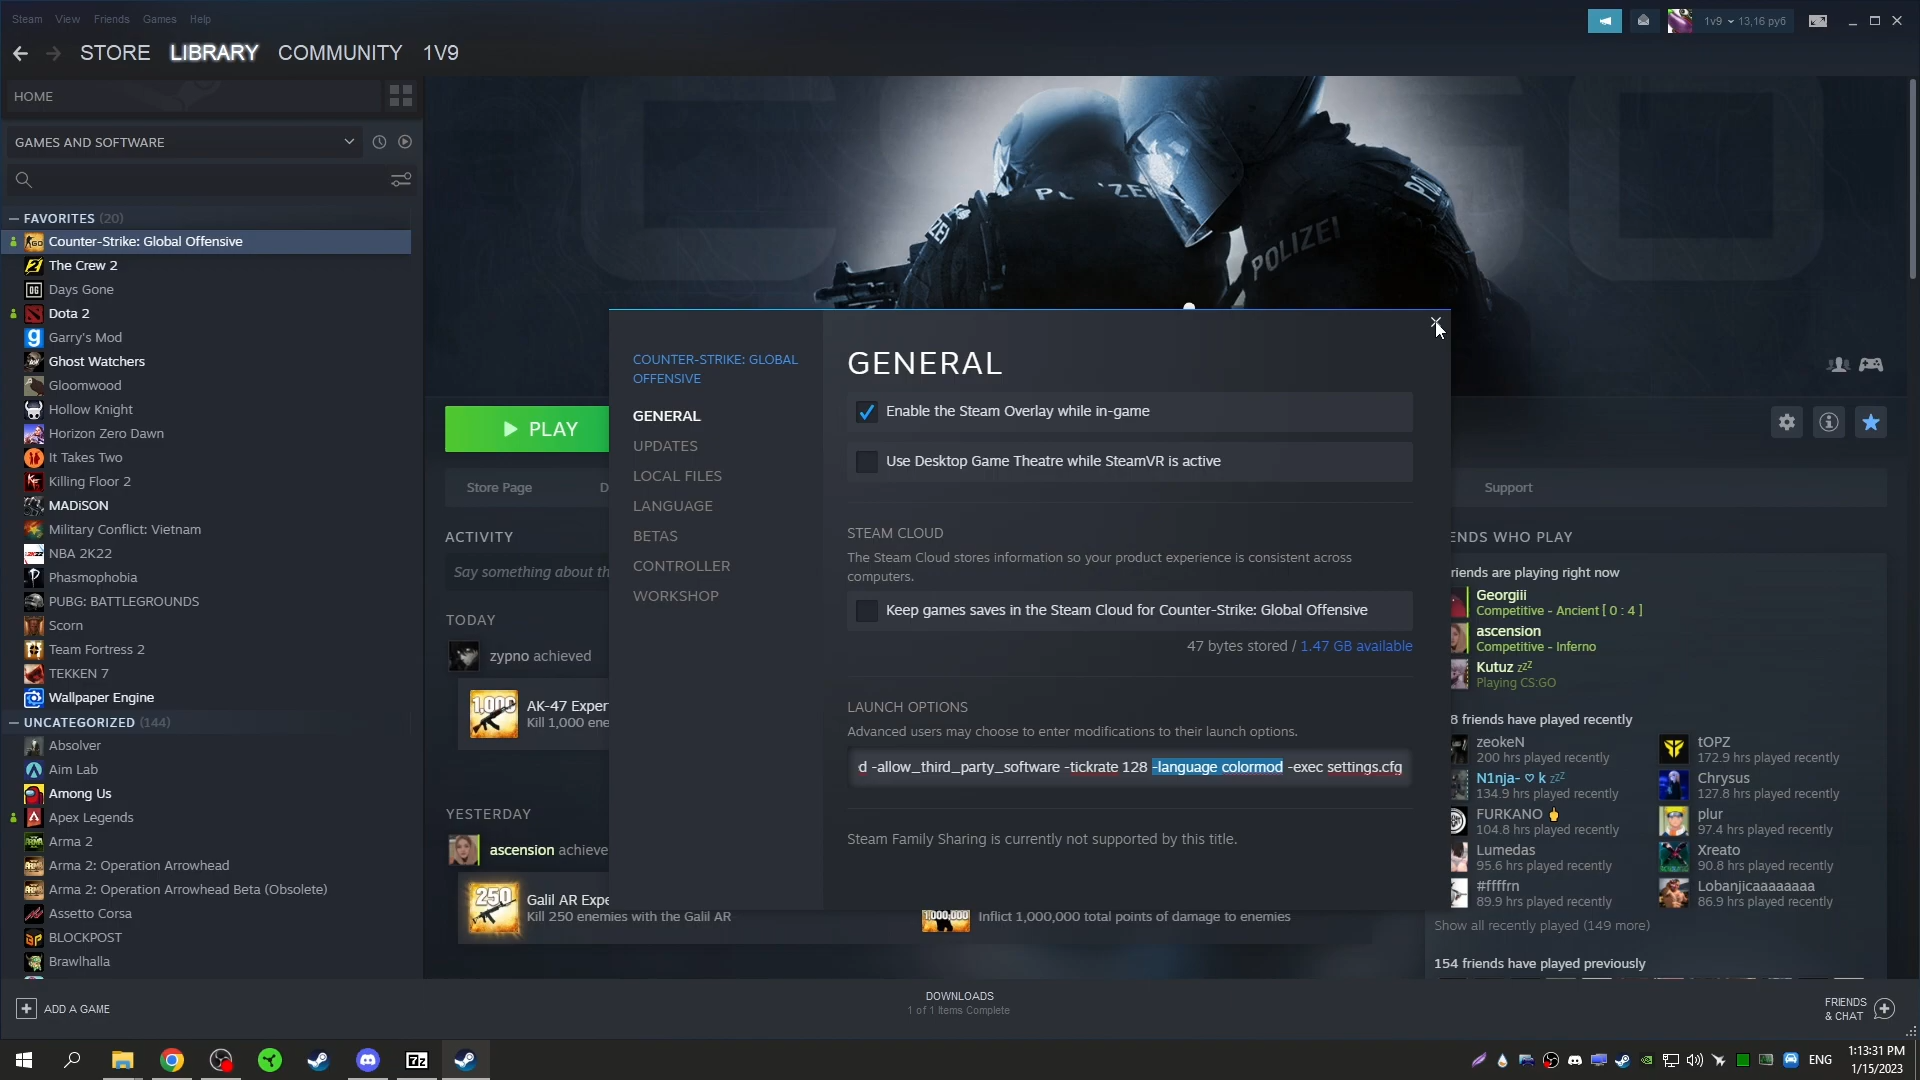 Steam View Friends Games Help
1v9 13,16 pуб
STORE LIBRARY COMMUNITY 1V9
HOME
GAMES AND SOFTWARE
FAVORITES (20)
Counter-Strike: Global Offensive
The Crew 2
Days Gone
Dota 2
Garry's Mod
Ghost Watchers
Gloomwood
Hollow Knight
Horizon Zero Dawn
It Takes Two
Killing Floor 2
MADiSON
Military Conflict: Vietnam
NBA 2K22
Phasmophobia
PUBG: BATTLEGROUNDS
Scorn
Team Fortress 2
TEKKEN 7
Wallpaper Engine
UNCATEGORIZED (144)
Absolver
Aim Lab
Among Us
Apex Legends
Arma 2
Arma 2: Operation Arrowhead
Arma 2: Operation Arrowhead Beta (Obsolete)
Assetto Corsa
BLOCKPOST
Brawlhalla
ADD A GAME
POLIZEI
PLAY
Store Page D
Support
ACTIVITY
Say something about th
TODAY
zypno achieved
1,000
AK-47 Exper
Kill 1,000 ene
YESTERDAY
ascension achieve
250
Galil AR Expe
Kill 250 enemies with the Galil AR
1,000,000
Inflict 1,000,000 total points of damage to enemies
COUNTER-STRIKE: GLOBAL
OFFENSIVE
GENERAL
UPDATES
LOCAL FILES
LANGUAGE
BETAS
CONTROLLER
WORKSHOP
GENERAL
Enable the Steam Overlay while in-game
Use Desktop Game Theatre while SteamVR is active
STEAM CLOUD
The Steam Cloud stores information so your product experience is consistent across
computers.
Keep games saves in the Steam Cloud for Counter-Strike: Global Offensive
47 bytes stored / 1.47 GB available
LAUNCH OPTIONS
Advanced users may choose to enter modifications to their launch options.
d -allow_third_party_software -tickrate 128 -language colormod -exec settings.cfg
Steam Family Sharing is currently not supported by this title.
ENDS WHO PLAY
riends are playing right now
Georgiii
Competitive - Ancient [ 0 : 4 ]
ascension
Competitive - Inferno
Kutuz zzz
Playing CS:GO
8 friends have played recently
zeokeN
200 hrs played recently
tOPZ
172.9 hrs played recently
N1nja- ♡ k zzz
134.9 hrs played recently
Chrysus
127.8 hrs played recently
FURKANO
104.8 hrs played recently
plur
97.4 hrs played recently
Lumedas
95.6 hrs played recently
Xreato
90.8 hrs played recently
#ffffrn
89.9 hrs played recently
Lobanjicaaaaaaaa
86.9 hrs played recently
Show all recently played (149 more)
154 friends have played previously
DOWNLOADS
1 of 1 Items Complete
FRIENDS
& CHAT
7z
ENG
1:13:31 PM
1/15/2023